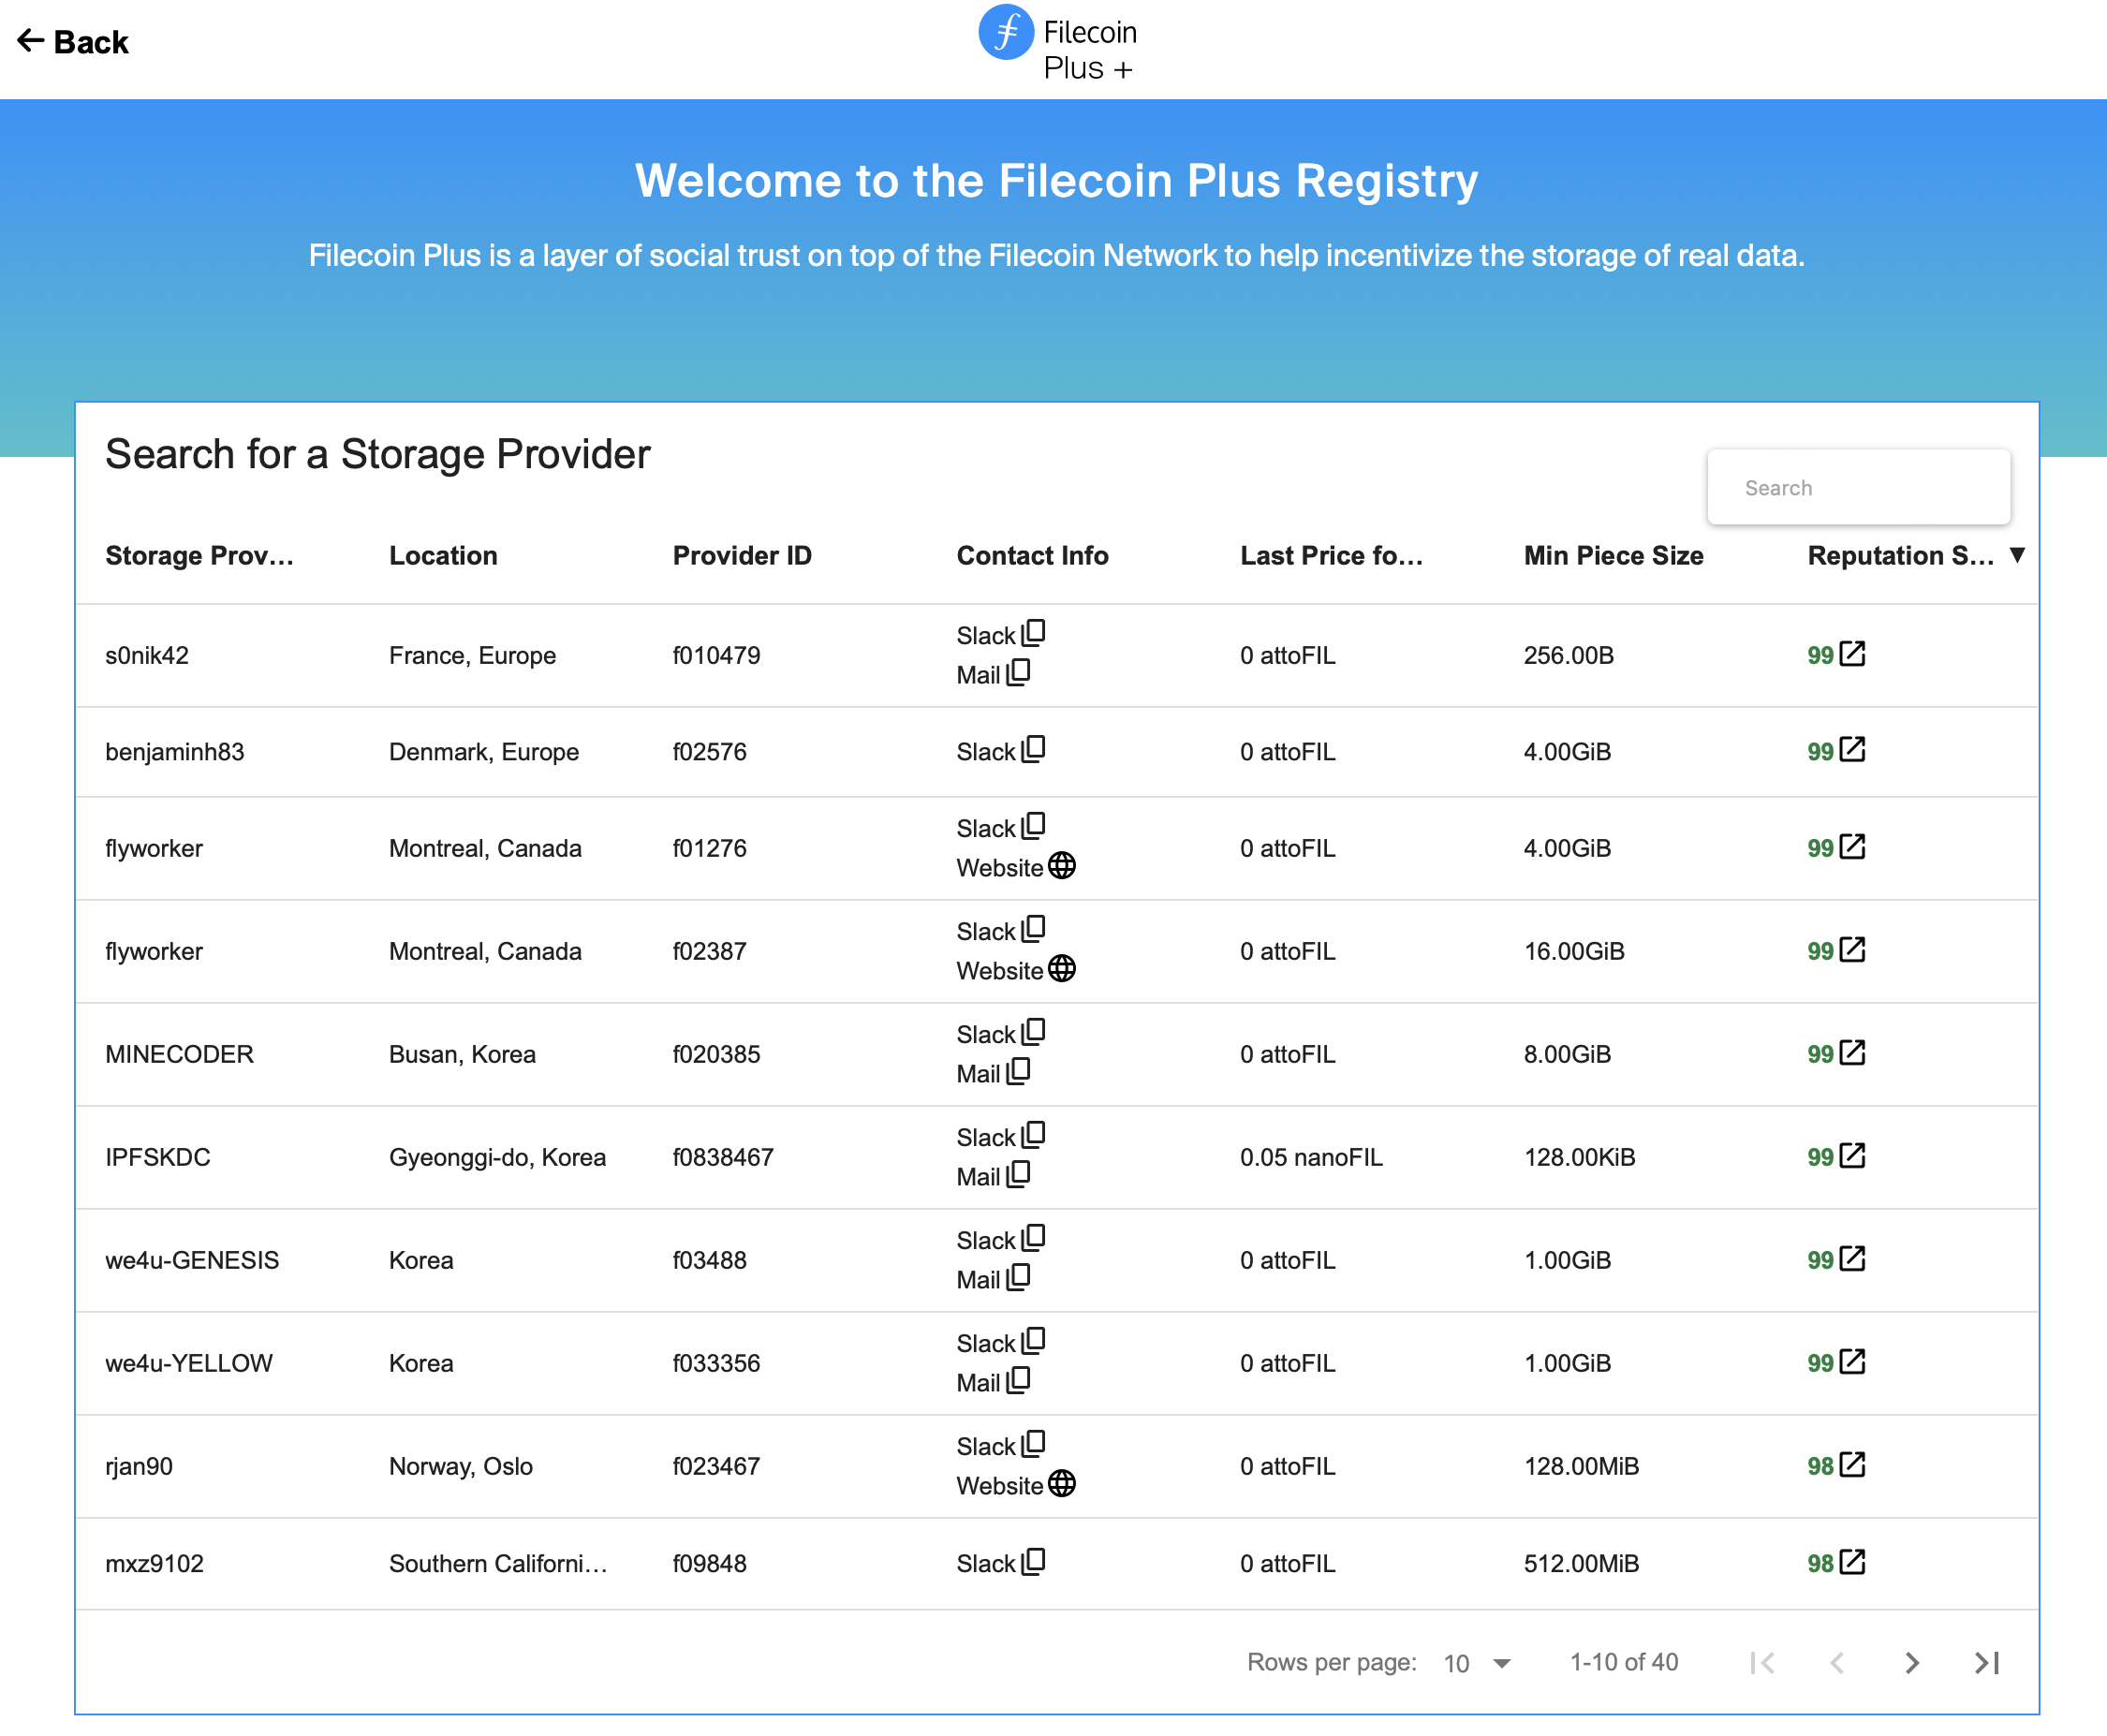 Back
Filecoin
Plus +
Welcome to the Filecoin Plus Registry
Filecoin Plus is a layer of social trust on top of the Filecoin Network to help incentivize the storage of real data.
Search for a Storage Provider
Search
Storage Prov... Location Provider ID Contact Info Last Price fo... Min Piece Size Reputation S... ▼
s0nik42 France, Europe f010479 Slack Mail 0 attoFIL 256.00B 99
benjaminh83 Denmark, Europe f02576 Slack 0 attoFIL 4.00GiB 99
flyworker Montreal, Canada f01276 Slack Website 0 attoFIL 4.00GiB 99
flyworker Montreal, Canada f02387 Slack Website 0 attoFIL 16.00GiB 99
MINECODER Busan, Korea f020385 Slack Mail 0 attoFIL 8.00GiB 99
IPFSKDC Gyeonggi-do, Korea f0838467 Slack Mail 0.05 nanoFIL 128.00KiB 99
we4u-GENESIS Korea f03488 Slack Mail 0 attoFIL 1.00GiB 99
we4u-YELLOW Korea f033356 Slack Mail 0 attoFIL 1.00GiB 99
rjan90 Norway, Oslo f023467 Slack Website 0 attoFIL 128.00MiB 98
mxz9102 Southern Californi... f09848 Slack 0 attoFIL 512.00MiB 98
Rows per page: 10 1-10 of 40